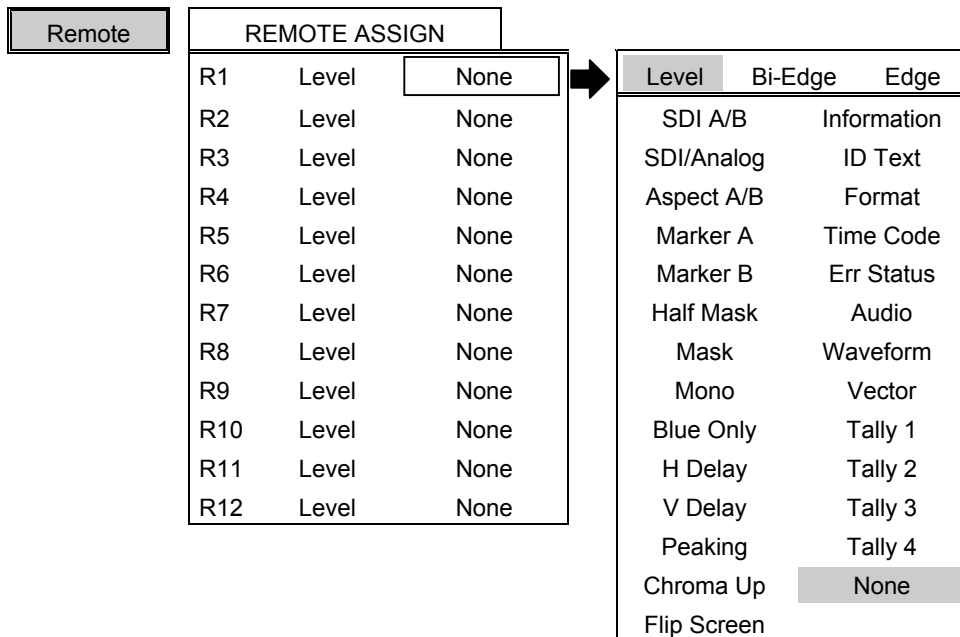 Remote
REMOTE ASSIGN
R1 Level None
R2 Level None
R3 Level None
R4 Level None
R5 Level None
R6 Level None
R7 Level None
R8 Level None
R9 Level None
R10 Level None
R11 Level None
R12 Level None
Level Bi-Edge Edge
SDI A/B Information
SDI/Analog ID Text
Aspect A/B Format
Marker A Time Code
Marker B Err Status
Half Mask Audio
Mask Waveform
Mono Vector
Blue Only Tally 1
H Delay Tally 2
V Delay Tally 3
Peaking Tally 4
Chroma Up None
Flip Screen